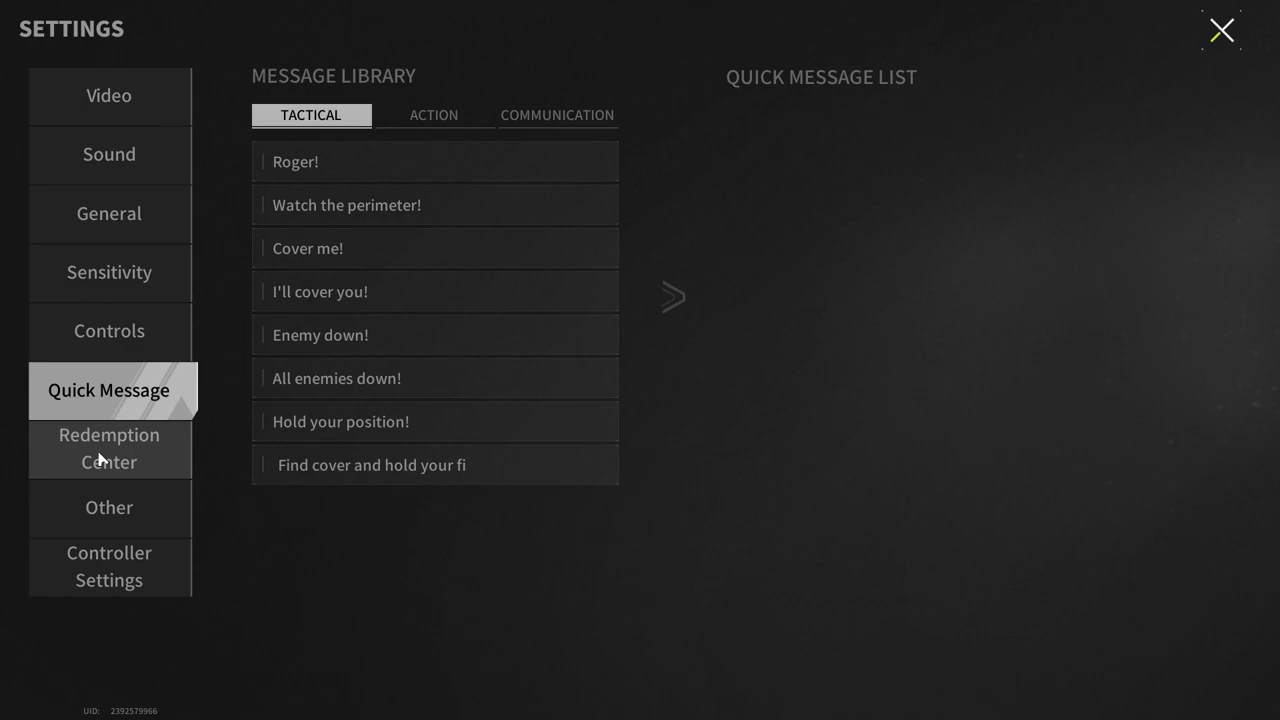 SETTINGS
Video
Sound
General
Sensitivity
Controls
Quick Message
Redemption
Center
Other
Controller
Settings
MESSAGE LIBRARY
TACTICAL ACTION COMMUNICATION
Roger!
Watch the perimeter!
Cover me!
I'll cover you!
Enemy down!
All enemies down!
Hold your position!
Find cover and hold your fi
QUICK MESSAGE LIST
UID: 2392579966